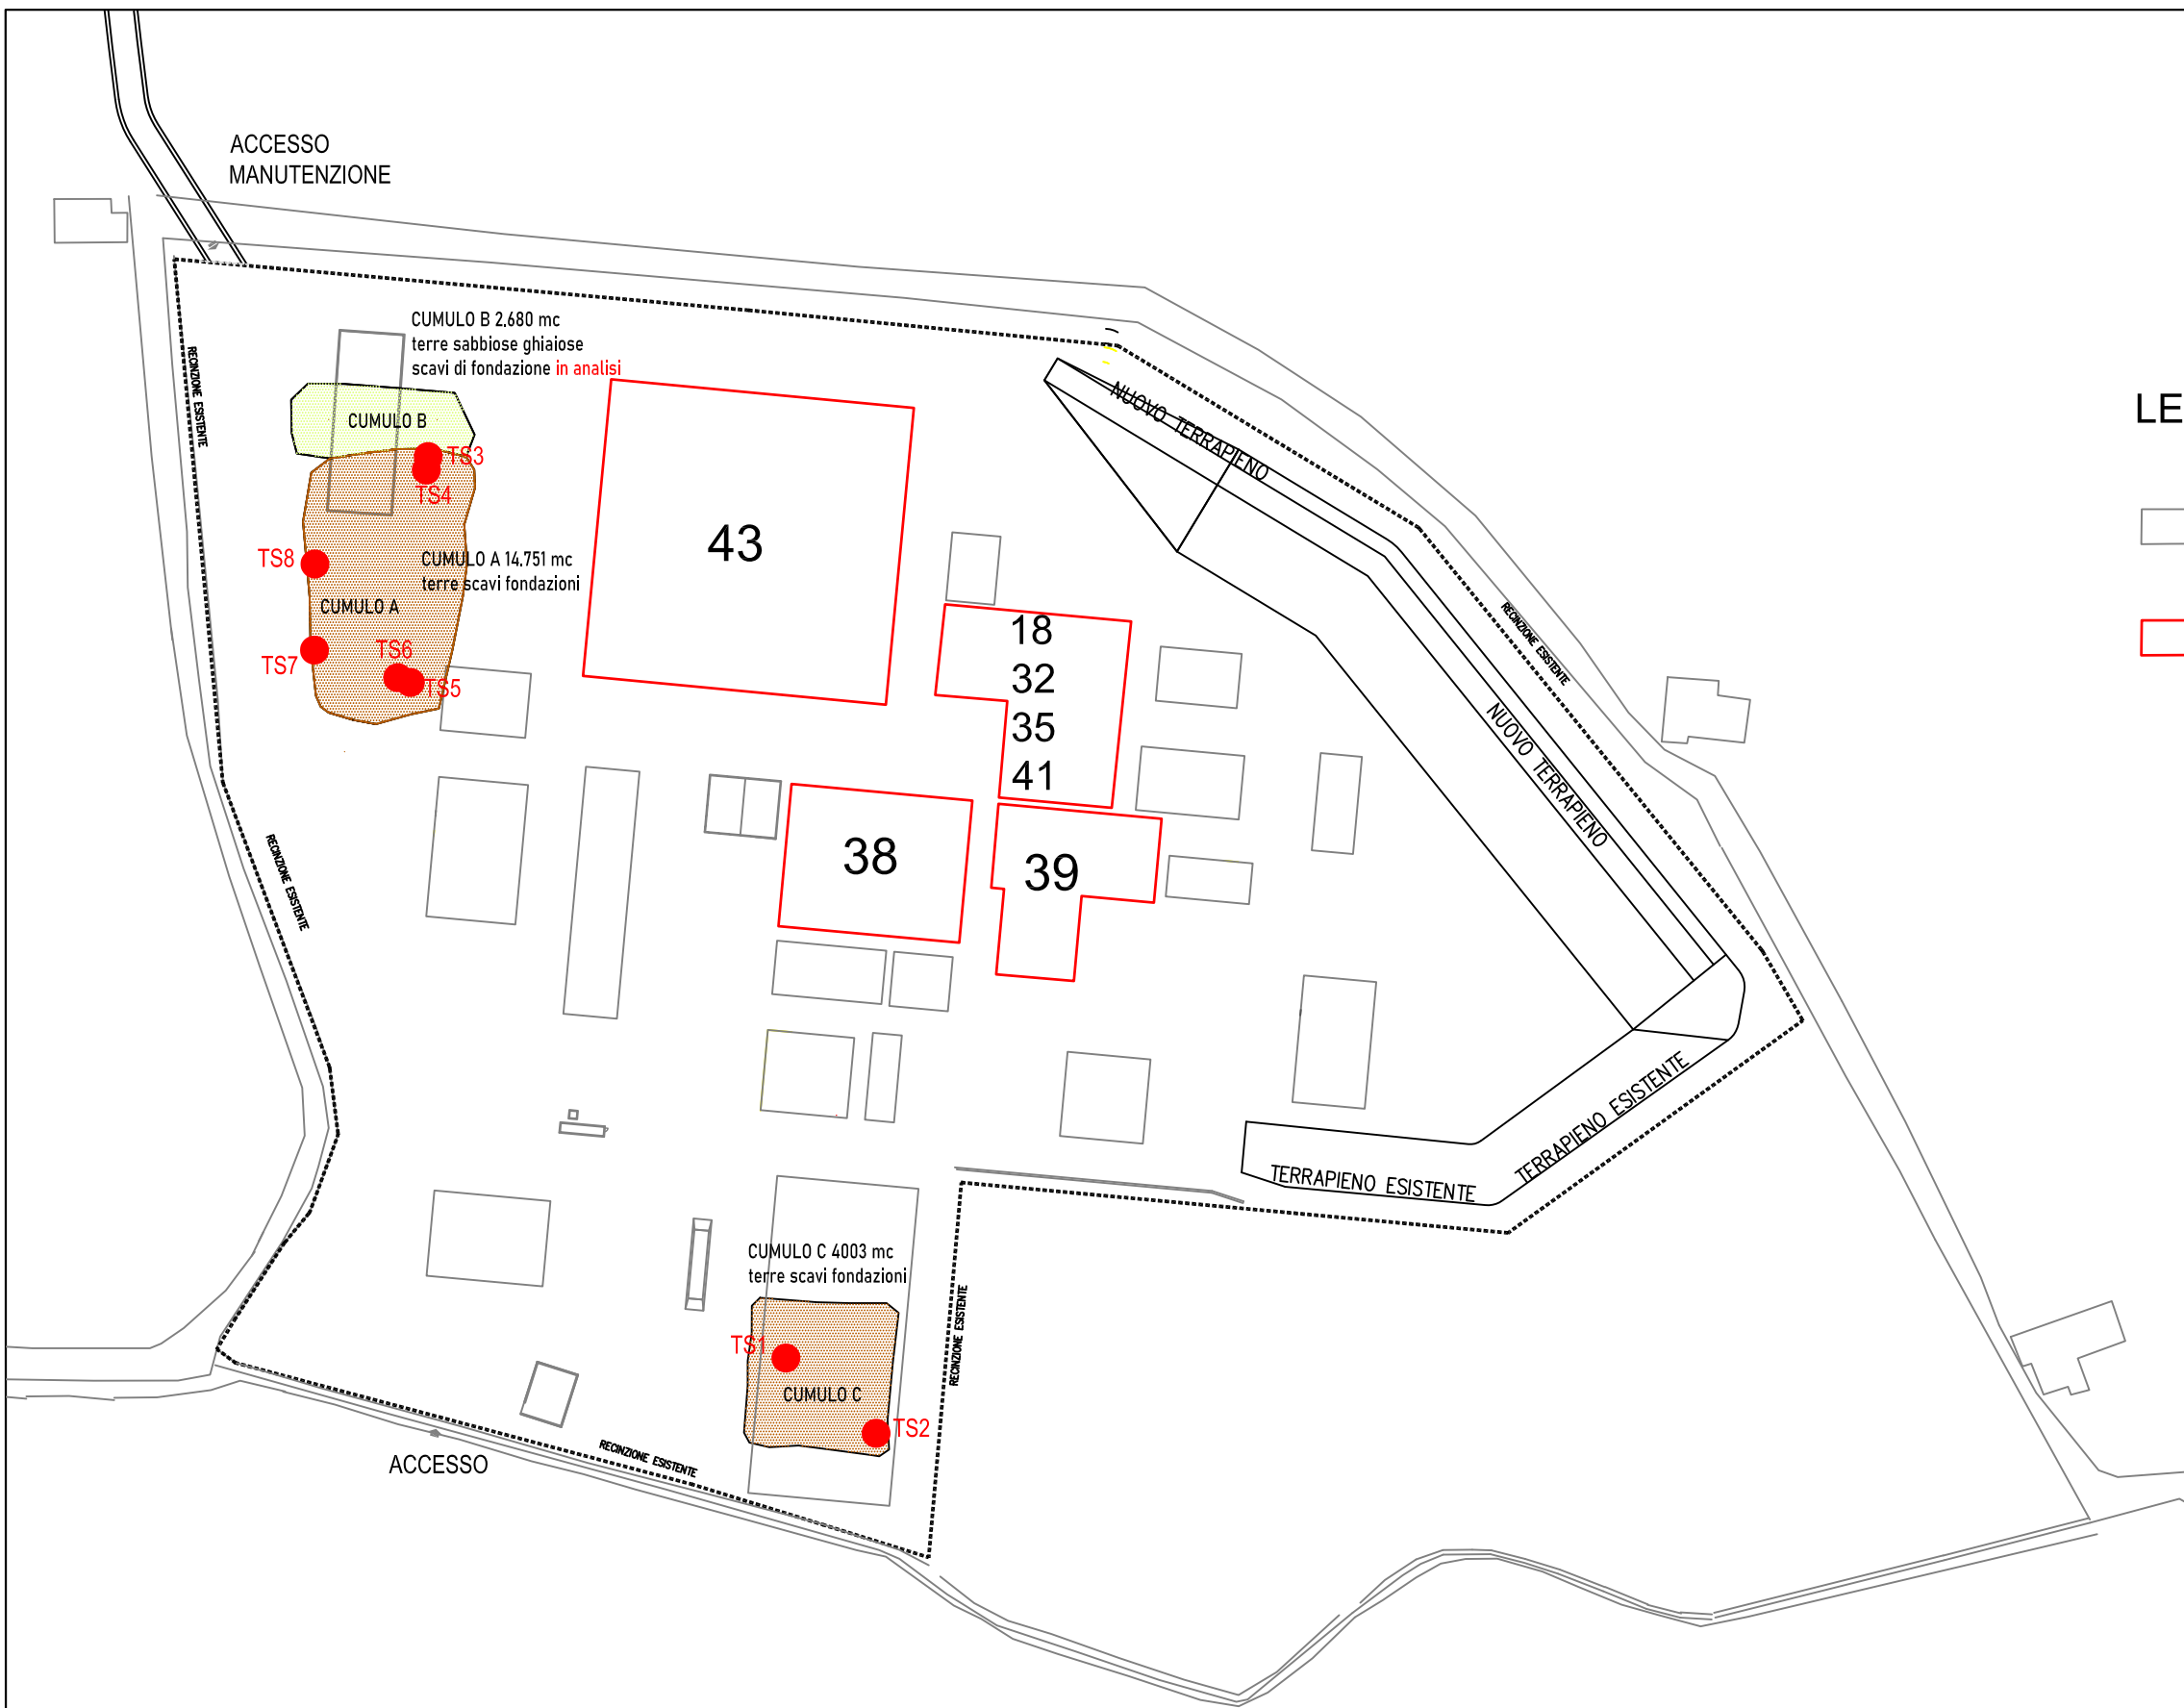 ACCESSO
MANUTENZIONE
CUMULO B 2.680 mc
terre sabbiose ghiaiose
scavi di fondazione in analisi
RECINZIONE ESISTENTE
CUMULO B
TS3
TS4
NUOVO TERRAPIENO
LE
43
TS8
CUMULO A 14.751 mc
terre scavi fondazioni
CUMULO A
TS6
TS7
TS5
18
32
35
41
RECINZIONE ESISTENTE
NUOVO TERRAPIENO
38
39
RECINZIONE ESISTENTE
TERRAPIENO ESISTENTE
TERRAPIENO ESISTENTE
CUMULO C 4003 mc
terre scavi fondazioni
RECINZIONE ESISTENTE
TS1
CUMULO C
TS2
RECINZIONE ESISTENTE
ACCESSO